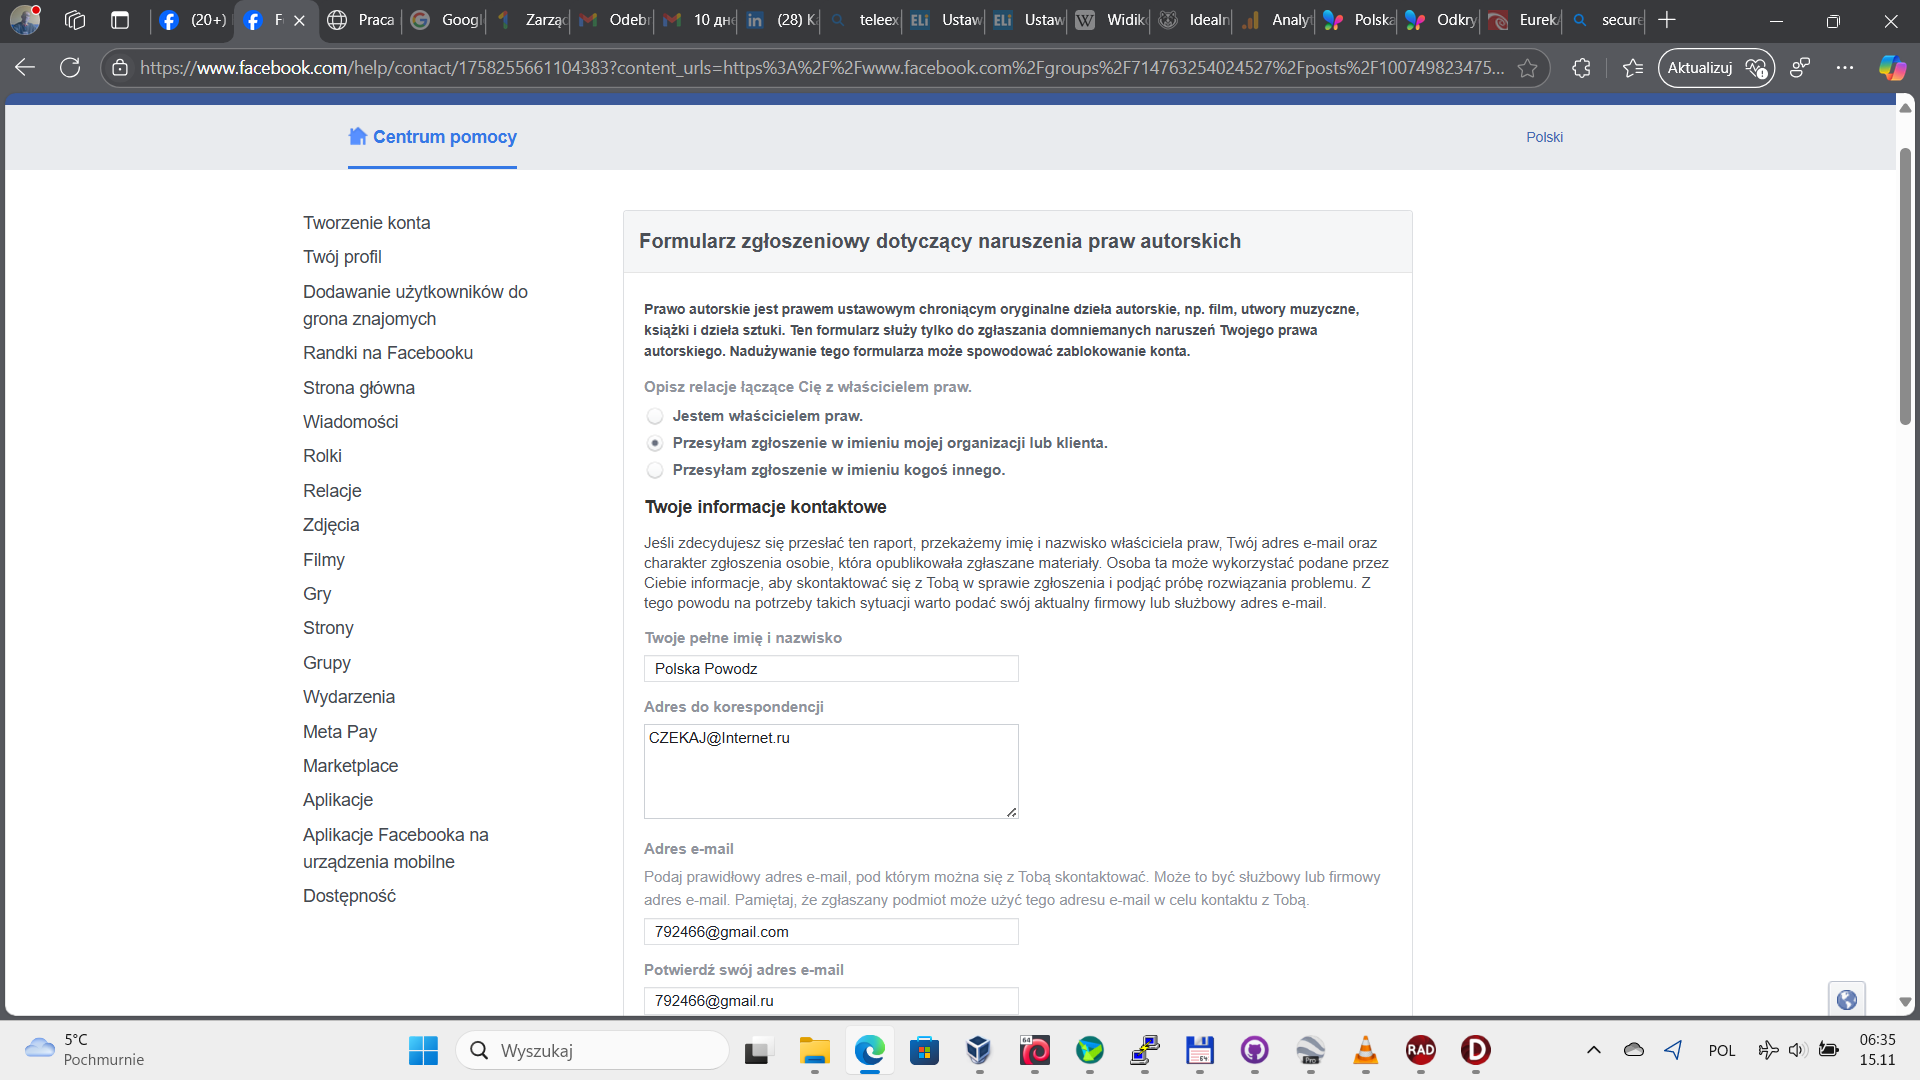 (20+)
F
Praca
Googl
Zarząc
Odebr
10 дне
(28) K
teleex
Ustaw
Ustaw
Widik
Idealn
Analyt
Polska
Odkry
Eurek
secure
https://www.facebook.com/help/contact/1758255661104383?content_urls=https%3A%2F%2Fwww.facebook.com%2Fgroups%2F714763254024527%2Fposts%2F100749823475...
Aktualizuj
Centrum pomocy
Polski
Tworzenie konta
Twój profil
Dodawanie użytkowników do
grona znajomych
Randki na Facebooku
Strona główna
Wiadomości
Rolki
Relacje
Zdjęcia
Filmy
Gry
Strony
Grupy
Wydarzenia
Meta Pay
Marketplace
Aplikacje
Aplikacje Facebooka na
urządzenia mobilne
Dostępność
Formularz zgłoszeniowy dotyczący naruszenia praw autorskich
Prawo autorskie jest prawem ustawowym chroniącym oryginalne dzieła autorskie, np. film, utwory muzyczne,
książki i dzieła sztuki. Ten formularz służy tylko do zgłaszania domniemanych naruszeń Twojego prawa
autorskiego. Nadużywanie tego formularza może spowodować zablokowanie konta.
Opisz relacje łączące Cię z właścicielem praw.
Jestem właścicielem praw.
Przesyłam zgłoszenie w imieniu mojej organizacji lub klienta.
Przesyłam zgłoszenie w imieniu kogoś innego.
Twoje informacje kontaktowe
Jeśli zdecydujesz się przesłać ten raport, przekażemy imię i nazwisko właściciela praw, Twój adres e-mail oraz
charakter zgłoszenia osobie, która opublikowała zgłaszane materiały. Osoba ta może wykorzystać podane przez
Ciebie informacje, aby skontaktować się z Tobą w sprawie zgłoszenia i podjąć próbę rozwiązania problemu. Z
tego powodu na potrzeby takich sytuacji warto podać swój aktualny firmowy lub służbowy adres e-mail.
Twoje pełne imię i nazwisko
Polska Powodz
Adres do korespondencji
CZEKAJ@Internet.ru
Adres e-mail
Podaj prawidłowy adres e-mail, pod którym można się z Tobą skontaktować. Może to być służbowy lub firmowy
adres e-mail. Pamiętaj, że zgłaszany podmiot może użyć tego adresu e-mail w celu kontaktu z Tobą.
792466@gmail.com
Potwierdź swój adres e-mail
792466@gmail.ru
5°C
Pochmurnie
Wyszukaj
64
64
Pro
RAD
D
POL
06:35
15.11